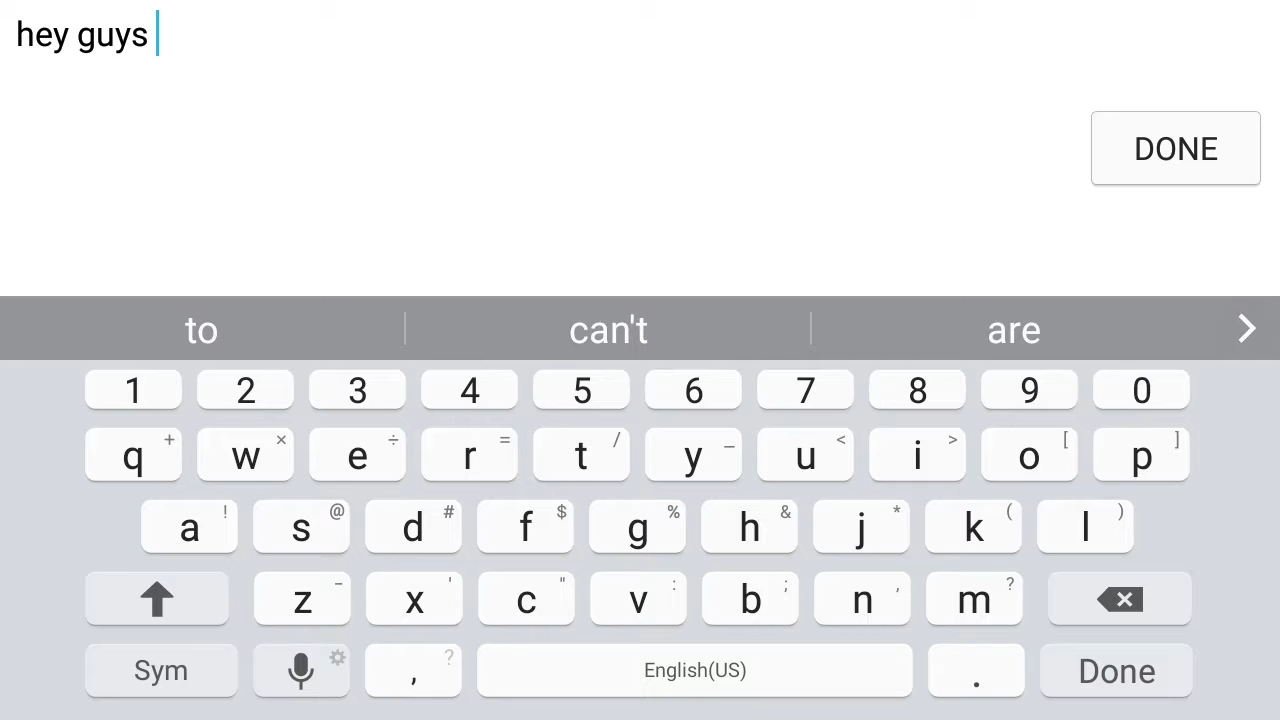 hey guys
DONE
to can't are
1 2 3 4 5 6 7 8 9 0
q + w × e ÷ r = t / y _ u < i > o [ p ]
a ! s @ d # f $ g % h & j * k ( l )
z - x ' c " v : b ; n , m ?
Sym , ? English(US) . Done